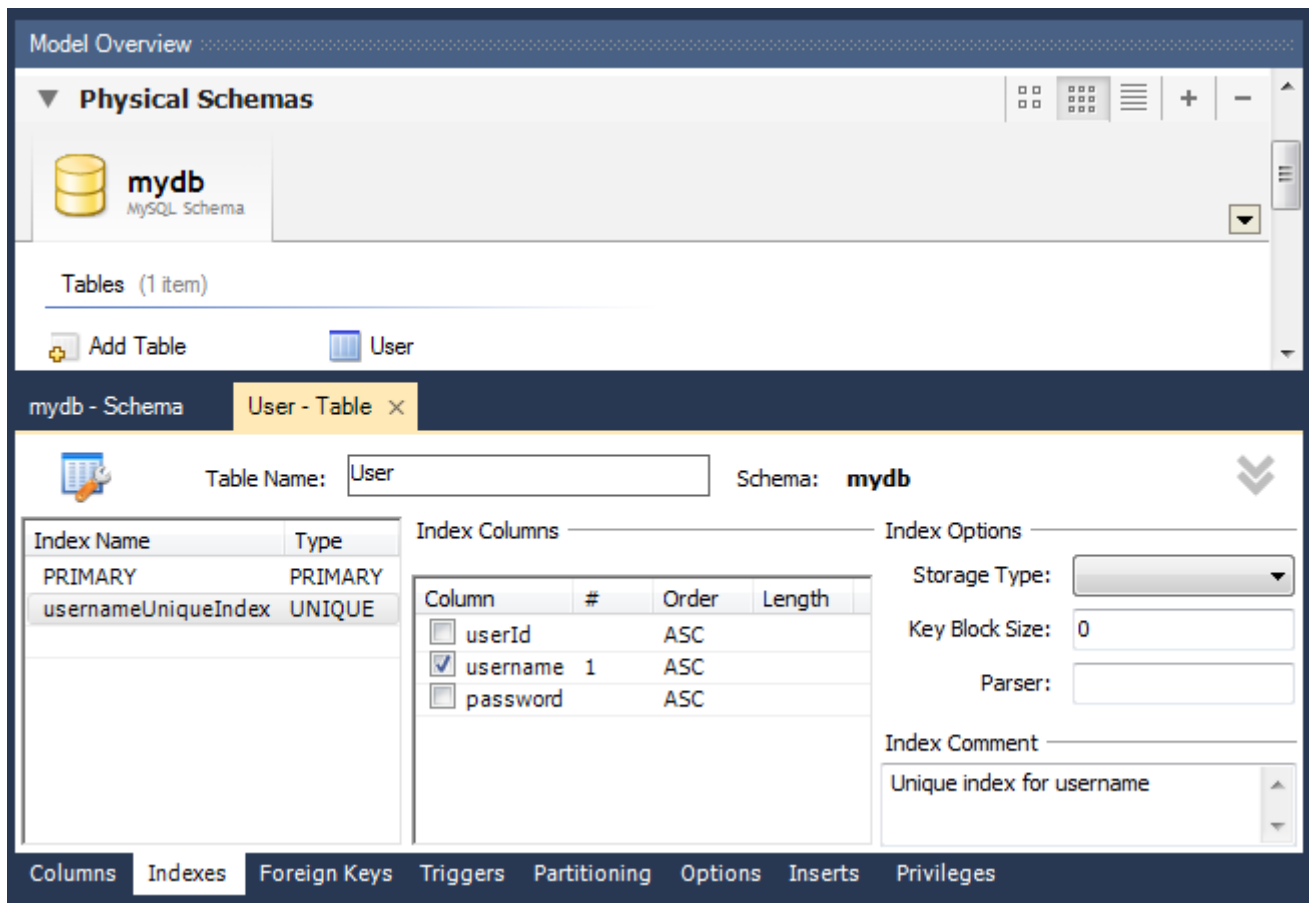 Model Overview
Physical Schemas
mydb
MySQL Schema
Tables (1 item)
Add Table User
mydb - Schema User - Table
Table Name: User Schema: mydb
Index Name Type
PRIMARY PRIMARY
usernameUniqueIndex UNIQUE
Index Columns
Column # Order Length
userId ASC
username 1 ASC
password ASC
Index Options
Storage Type:
Key Block Size: 0
Parser:
Index Comment
Unique index for username
Columns Indexes Foreign Keys Triggers Partitioning Options Inserts Privileges